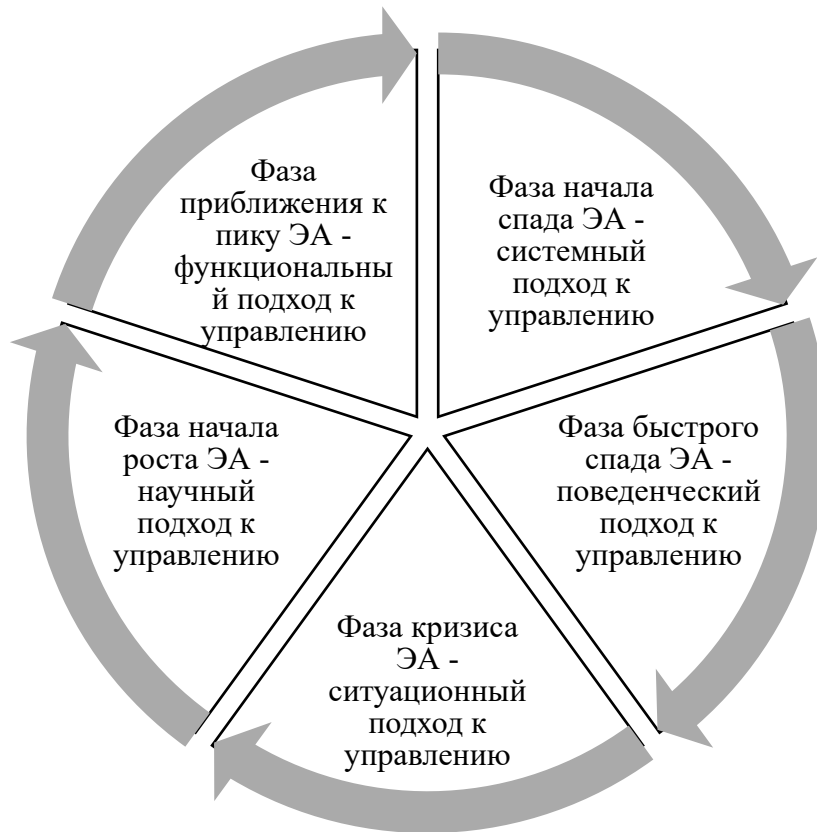 Фаза
приближения к
пику ЭА -
функциональны
й подход к
управлению
Фаза начала
спада ЭА -
системный
подход к
управлению
Фаза начала
роста ЭА -
научный
подход к
управлению
Фаза быстрого
спада ЭА -
поведенческий
подход к
управлению
Фаза кризиса
ЭА -
ситуационный
подход к
управлению